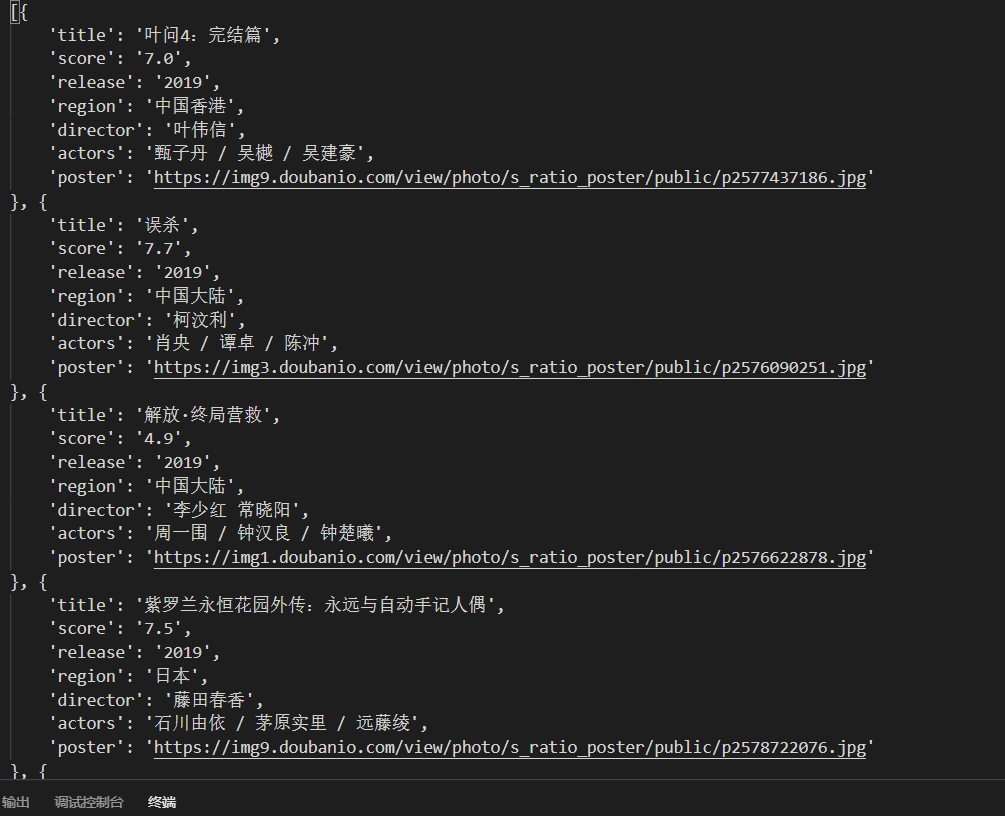 [{
'title': '叶问4：完结篇',
'score': '7.0',
'release': '2019',
'region': '中国香港',
'director': '叶伟信',
'actors': '甄子丹 / 吴樾 / 吴建豪',
'poster': 'https://img9.doubanio.com/view/photo/s_ratio_poster/public/p2577437186.jpg'
}, {
'title': '误杀',
'score': '7.7',
'release': '2019',
'region': '中国大陆',
'director': '柯汶利',
'actors': '肖央 / 谭卓 / 陈冲',
'poster': 'https://img3.doubanio.com/view/photo/s_ratio_poster/public/p2576090251.jpg'
}, {
'title': '解放·终局营救',
'score': '4.9',
'release': '2019',
'region': '中国大陆',
'director': '李少红 常晓阳',
'actors': '周一围 / 钟汉良 / 钟楚曦',
'poster': 'https://img1.doubanio.com/view/photo/s_ratio_poster/public/p2576622878.jpg'
}, {
'title': '紫罗兰永恒花园外传：永远与自动手记人偶',
'score': '7.5',
'release': '2019',
'region': '日本',
'director': '藤田春香',
'actors': '石川由依 / 茅原实里 / 远藤绫',
'poster': 'https://img9.doubanio.com/view/photo/s_ratio_poster/public/p2578722076.jpg'
}, {
输出 调试控制台 终端